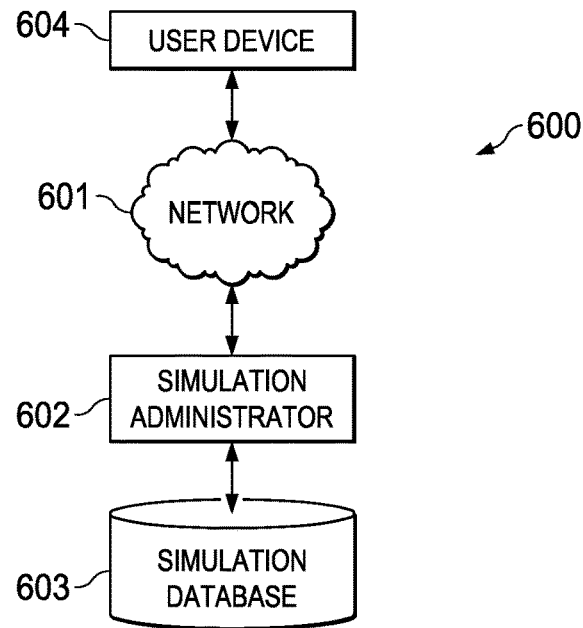 604
USER DEVICE
600
601
NETWORK
602
SIMULATION
ADMINISTRATOR
603
SIMULATION
DATABASE